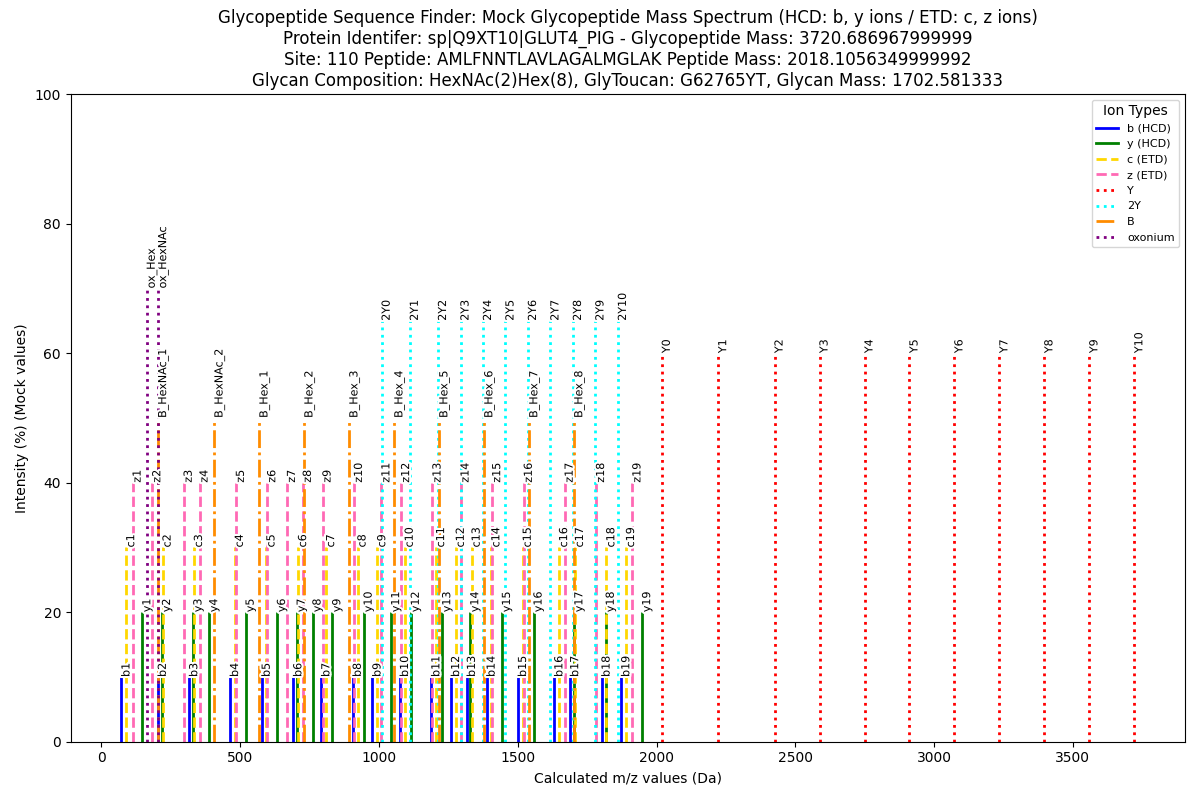 Glycopeptide Sequence Finder: Mock Glycopeptide Mass Spectrum (HCD: b, y ions / ETD: c, z ions)
Protein Identifer: sp|Q9XT10|GLUT4_PIG - Glycopeptide Mass: 3720.686967999999
Site: 110 Peptide: AMLFNNTLAVLAGALMGLAK Peptide Mass: 2018.1056349999992
Glycan Composition: HexNAc(2)Hex(8), GlyToucan: G62765YT, Glycan Mass: 1702.581333
Intensity (%) (Mock values)
100
80
60
40
20
0
Ion Types
b (HCD)
y (HCD)
c (ETD)
z (ETD)
Y
2Y
B
oxonium
ox_Hex
ox_HexNAc
2Y0
2Y1
2Y2
2Y3
2Y4
2Y5
2Y6
2Y7
2Y8
2Y9
2Y10
Y0
Y1
Y2
Y3
Y4
Y5
Y6
Y7
Y8
Y9
Y10
B_HexNAc_1
B_HexNAc_2
B_Hex_1
B_Hex_2
B_Hex_3
B_Hex_4
B_Hex_5
B_Hex_6
B_Hex_7
B_Hex_8
z1
z2
z3
z4
z5
z6
z7
z8
z9
z10
z11
z12
z13
z14
z15
z16
z17
z18
z19
c1
c2
c3
c4
c5
c6
c7
c8
c9
c10
c11
c12
c13
c14
c15
c16
c17
c18
c19
y1
y2
y3
y4
y5
y6
y7
y8
y9
y10
y11
y12
y13
y14
y15
y16
y17
y18
y19
b1
b2
b3
b4
b5
b6
b7
b8
b9
b10
b11
b12
b13
b14
b15
b16
b17
b18
b19
0
500
1000
1500
2000
2500
3000
3500
Calculated m/z values (Da)